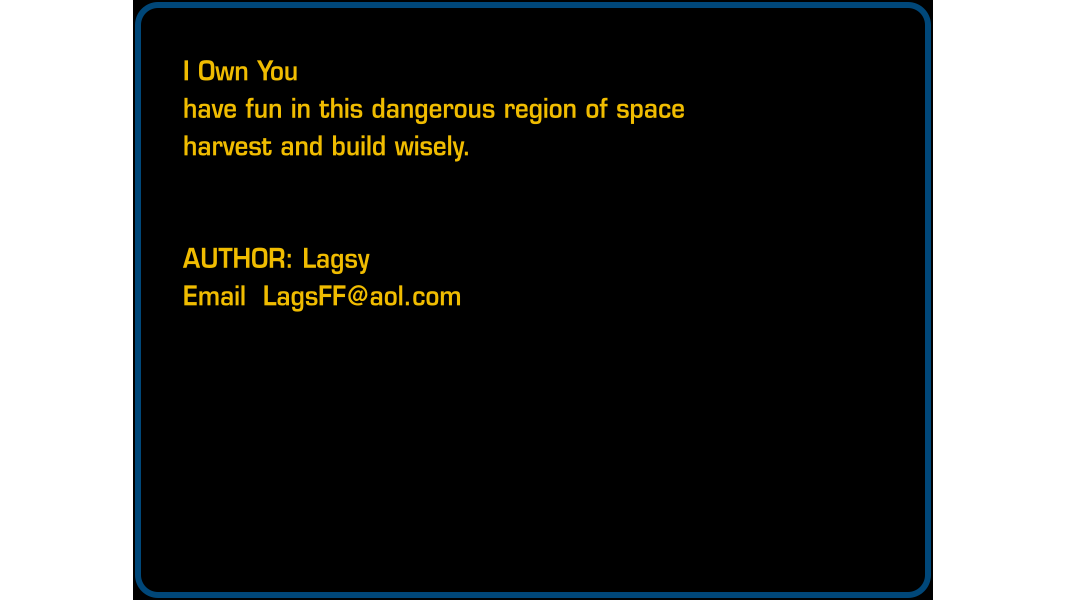 I Own You
have fun in this dangerous region of space
harvest and build wisely.
AUTHOR: Lagsy
Email  LagsFF@aol.com